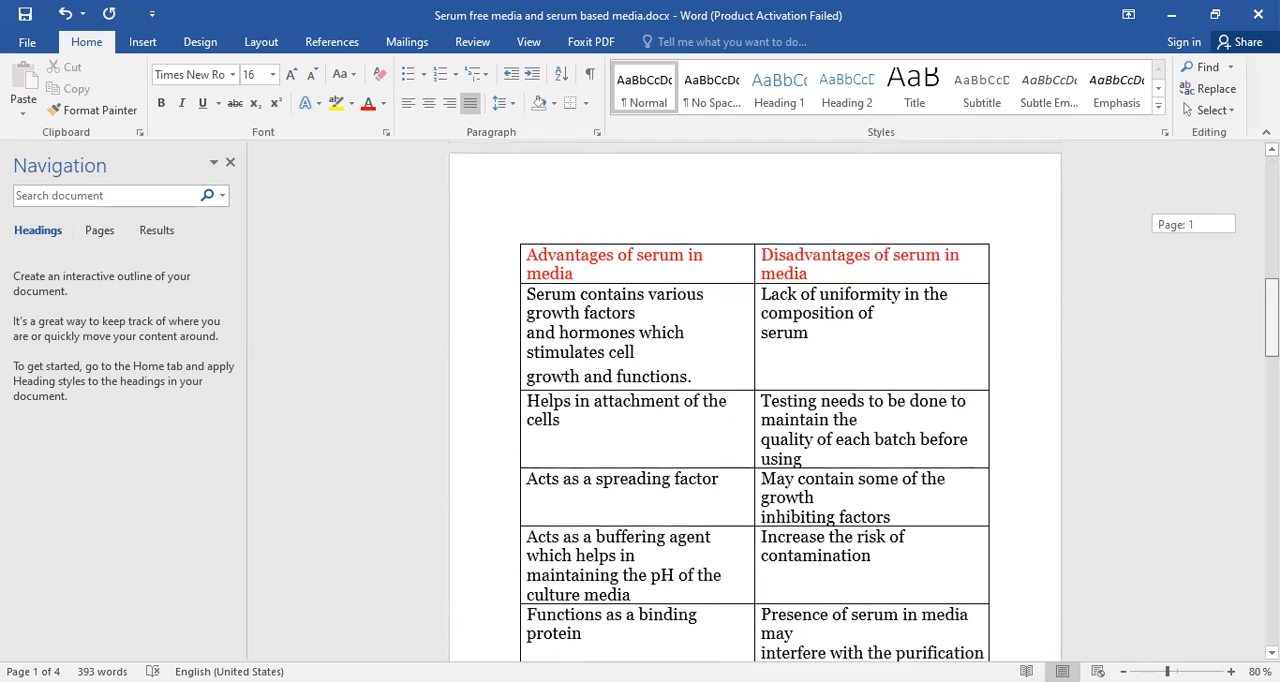 Serum free media and serum based media.docx - Word (Product Activation Failed)
File Home Insert Design Layout References Mailings Review View Foxit PDF Tell me what you want to do... Sign in Share
Paste
Cut
Copy
Format Painter
Clipboard
Times New Ro 16
Font
Paragraph
AaBbCcDc AaBbCcDc AaBbCc AaBbCcC AaB AaBbCcD AaBbCcDc AaBbCcDc
¶ Normal ¶ No Spac... Heading 1 Heading 2 Title Subtitle Subtle Em... Emphasis
Styles
Find
Replace
Select
Editing
Navigation
Search document
Headings Pages Results
Create an interactive outline of your
document.
It's a great way to keep track of where you
are or quickly move your content around.
To get started, go to the Home tab and apply
Heading styles to the headings in your
document.
Page: 1
Advantages of serum in
media
Disadvantages of serum in
media
Serum contains various
growth factors
and hormones which
stimulates cell
growth and functions.
Lack of uniformity in the
composition of
serum
Helps in attachment of the
cells
Testing needs to be done to
maintain the
quality of each batch before
using
Acts as a spreading factor
May contain some of the
growth
inhibiting factors
Acts as a buffering agent
which helps in
maintaining the pH of the
culture media
Increase the risk of
contamination
Functions as a binding
protein
Presence of serum in media
may
interfere with the purification
Page 1 of 4 393 words English (United States) 80 %